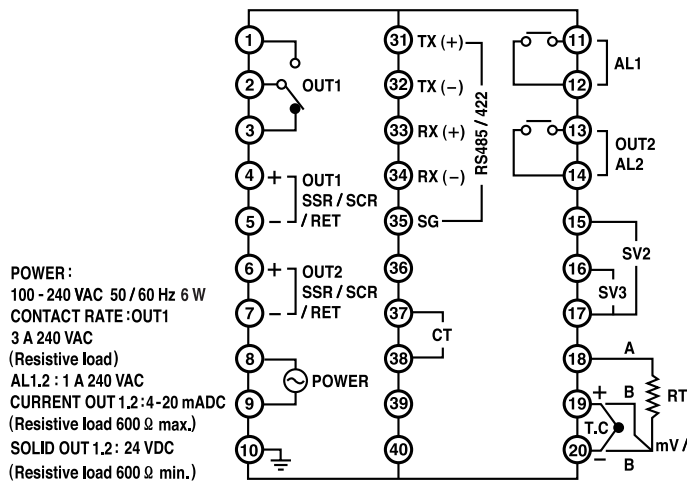 1
2
3
OUT1
4
+
5
−
OUT1
SSR / SCR
/ RET
6
+
7
−
OUT2
SSR / SCR
/ RET
8
9
POWER
10
31 TX (+)
32 TX (−)
33 RX (+)
34 RX (−)
35 SG
RS485 / 422
36
37
38
CT
39
40
11
12
AL1
13
14
OUT2
AL2
15
16
17
SV2
SV3
18
A
19
+
B
T.C
20
−
B
RT
mV /
POWER :
100 - 240 VAC 50 / 60 Hz 6 W
CONTACT RATE : OUT1
3 A 240 VAC
(Resistive load)
AL1.2 : 1 A 240 VAC
CURRENT OUT 1.2 : 4 - 20 mADC
(Resistive load 600 Ω max.)
SOLID OUT 1.2 : 24 VDC
(Resistive load 600 Ω min.)